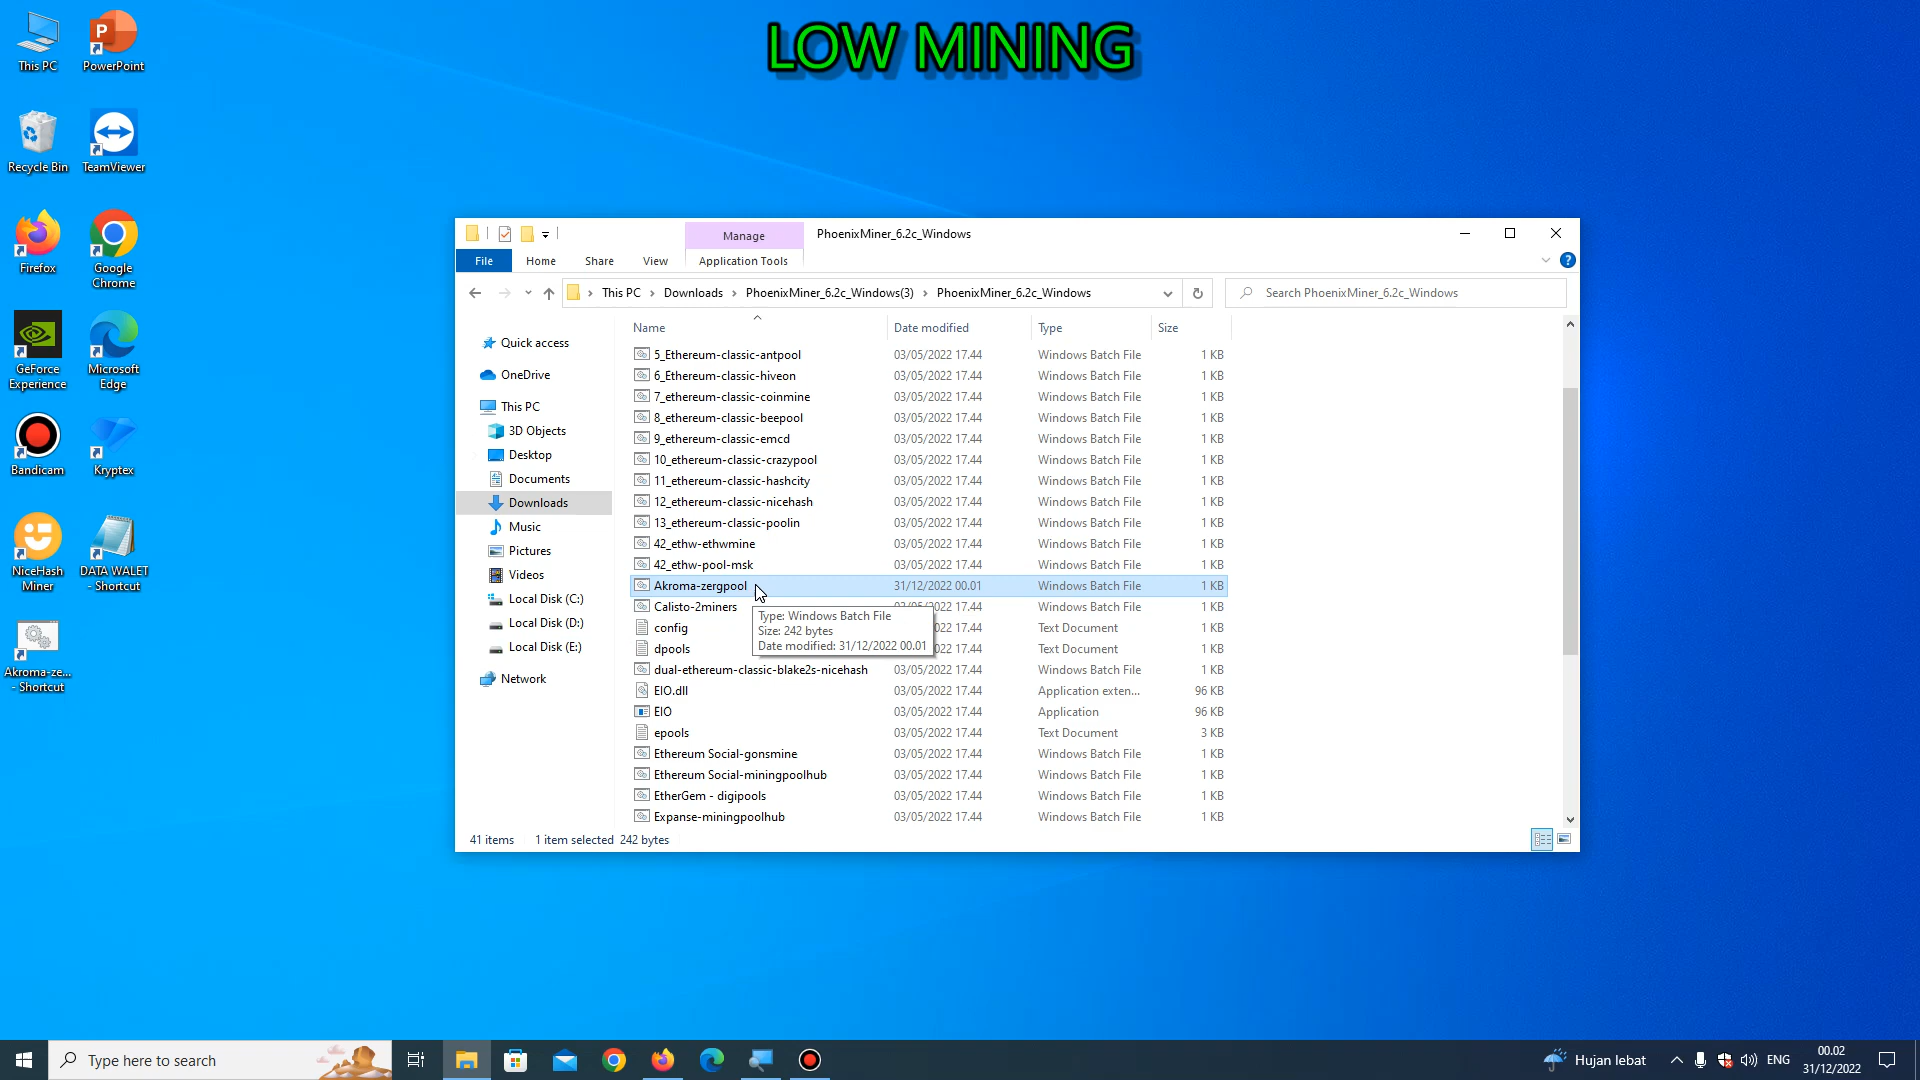 LOW MINING
This PC
PowerPoint
Recycle Bin
TeamViewer
Firefox
Google
Chrome
GeForce
Experience
Microsoft
Edge
Bandicam
Kryptex
NiceHash
Miner
DATA WALET
- Shortcut
Akroma-ze...
- Shortcut
Manage
PhoenixMiner_6.2c_Windows
File
Home
Share
View
Application Tools
This PC
Downloads
PhoenixMiner_6.2c_Windows(3)
PhoenixMiner_6.2c_Windows
Search PhoenixMiner_6.2c_Windows
Quick access
OneDrive
This PC
3D Objects
Desktop
Documents
Downloads
Music
Pictures
Videos
Local Disk (C:)
Local Disk (D:)
Local Disk (E:)
Network
Name Date modified Type Size
5_Ethereum-classic-antpool 03/05/2022 17.44 Windows Batch File 1 KB
6_Ethereum-classic-hiveon 03/05/2022 17.44 Windows Batch File 1 KB
7_ethereum-classic-coinmine 03/05/2022 17.44 Windows Batch File 1 KB
8_ethereum-classic-beepool 03/05/2022 17.44 Windows Batch File 1 KB
9_ethereum-classic-emcd 03/05/2022 17.44 Windows Batch File 1 KB
10_ethereum-classic-crazypool 03/05/2022 17.44 Windows Batch File 1 KB
11_ethereum-classic-hashcity 03/05/2022 17.44 Windows Batch File 1 KB
12_ethereum-classic-nicehash 03/05/2022 17.44 Windows Batch File 1 KB
13_ethereum-classic-poolin 03/05/2022 17.44 Windows Batch File 1 KB
42_ethw-ethwmine 03/05/2022 17.44 Windows Batch File 1 KB
42_ethw-pool-msk 03/05/2022 17.44 Windows Batch File 1 KB
Akroma-zergpool 31/12/2022 00.01 Windows Batch File 1 KB
Calisto-2miners 17.44 Windows Batch File 1 KB
config 17.44 Text Document 1 KB
dpools 17.44 Text Document 1 KB
Type: Windows Batch File
Size: 242 bytes
Date modified: 31/12/2022 00.01
dual-ethereum-classic-blake2s-nicehash 03/05/2022 17.44 Windows Batch File 1 KB
EIO.dll 03/05/2022 17.44 Application exten... 96 KB
EIO 03/05/2022 17.44 Application 96 KB
epools 03/05/2022 17.44 Text Document 3 KB
Ethereum Social-gonsmine 03/05/2022 17.44 Windows Batch File 1 KB
Ethereum Social-miningpoolhub 03/05/2022 17.44 Windows Batch File 1 KB
EtherGem - digipools 03/05/2022 17.44 Windows Batch File 1 KB
Expanse-miningpoolhub 03/05/2022 17.44 Windows Batch File 1 KB
41 items 1 item selected 242 bytes
Type here to search
Hujan lebat
ENG
00.02
31/12/2022